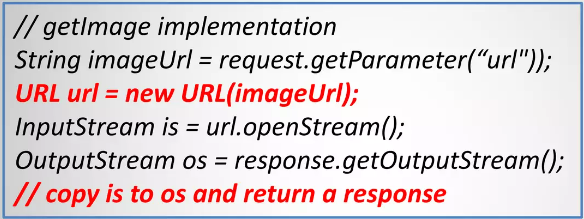 // getImage implementation
String imageUrl = request.getParameter(“url"));
URL url = new URL(imageUrl);
InputStream is = url.openStream();
OutputStream os = response.getOutputStream();
// copy is to os and return a response